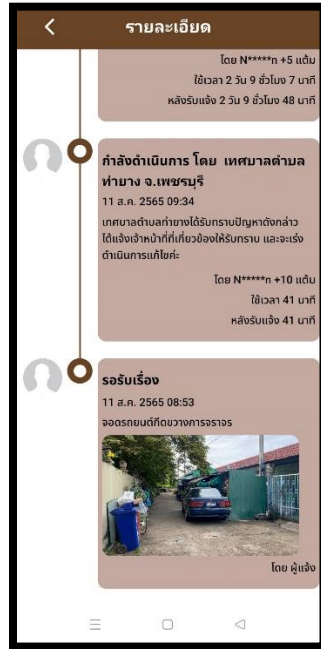 รายละเอียด
โดย N*****n +5 แต้ม
ใช้เวลา 2 วัน 9 ชั่วโมง 7 นาที
หลังรับแจ้ง 2 วัน 9 ชั่วโมง 48 นาที
กำลังดำเนินการ โดย เทศบาลตำบล
ท่ายาง จ.เพชรบุรี
11 ส.ค. 2565 09:34
เทศบาลตำบลท่ายางได้รับทราบปัญหาดังกล่าว
ได้แจ้งเจ้าหน้าที่ที่เกี่ยวข้องให้รับทราบ และจะเร่ง
ดำเนินการแก้ไขค่ะ
โดย N*****n +10 แต้ม
ใช้เวลา 41 นาที
หลังรับแจ้ง 41 นาที
รอรับเรื่อง
11 ส.ค. 2565 08:53
จอดรถยนต์กีดขวางการจราจร
โดย ผู้แจ้ง